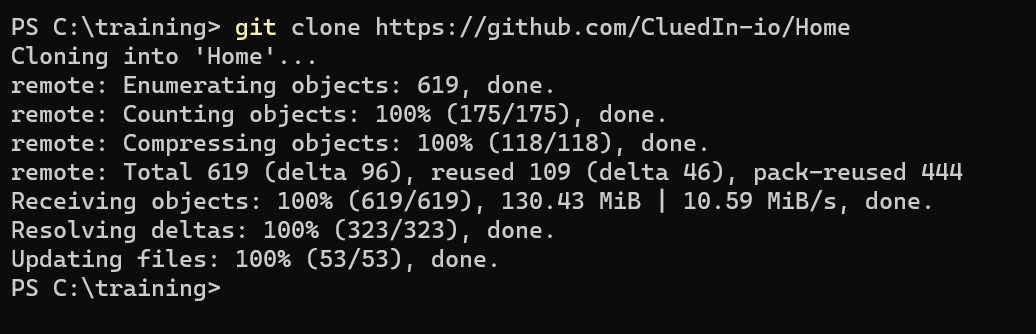 PS C:\training> git clone https://github.com/CluedIn-io/Home
Cloning into 'Home'...
remote: Enumerating objects: 619, done.
remote: Counting objects: 100% (175/175), done.
remote: Compressing objects: 100% (118/118), done.
remote: Total 619 (delta 96), reused 109 (delta 46), pack-reused 444
Receiving objects: 100% (619/619), 130.43 MiB | 10.59 MiB/s, done.
Resolving deltas: 100% (323/323), done.
Updating files: 100% (53/53), done.
PS C:\training>